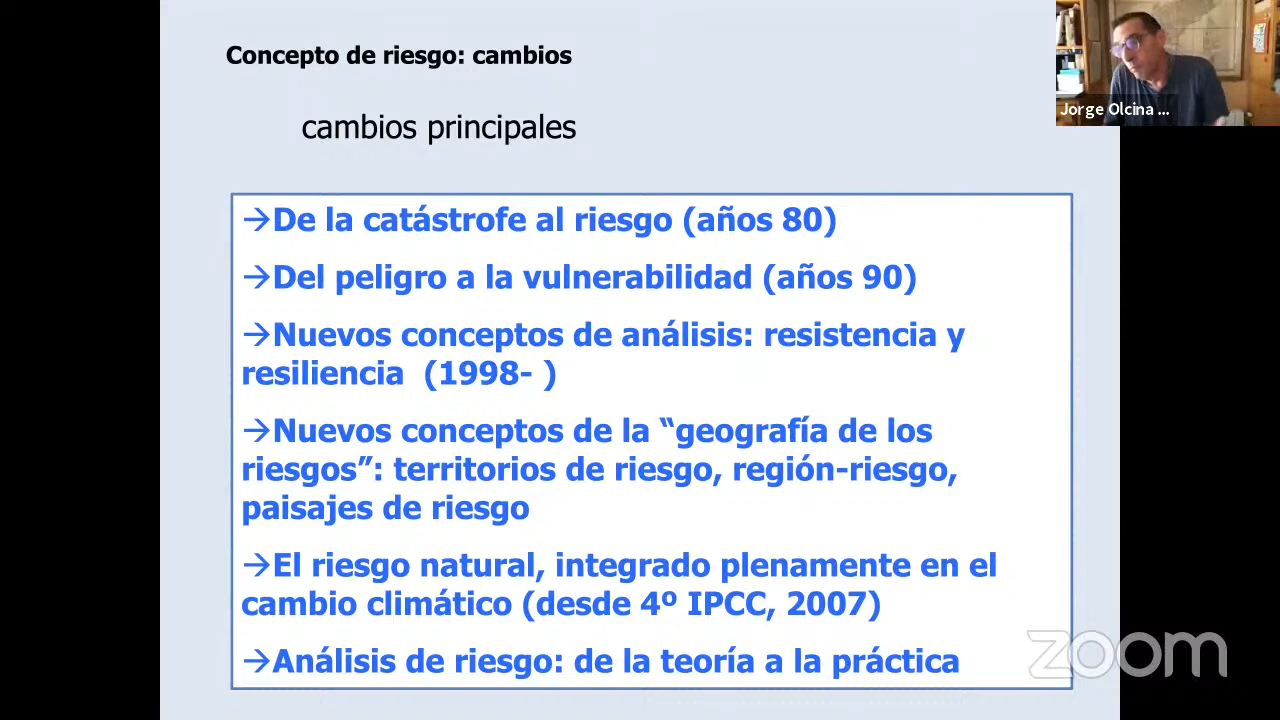 Concepto de riesgo: cambios
cambios principales
→De la catástrofe al riesgo (años 80)
→Del peligro a la vulnerabilidad (años 90)
→Nuevos conceptos de análisis: resistencia y
resiliencia (1998- )
→Nuevos conceptos de la “geografía de los
riesgos”: territorios de riesgo, región-riesgo,
paisajes de riesgo
→El riesgo natural, integrado plenamente en el
cambio climático (desde 4º IPCC, 2007)
→Análisis de riesgo: de la teoría a la práctica
Jorge Olcina ...
zoom